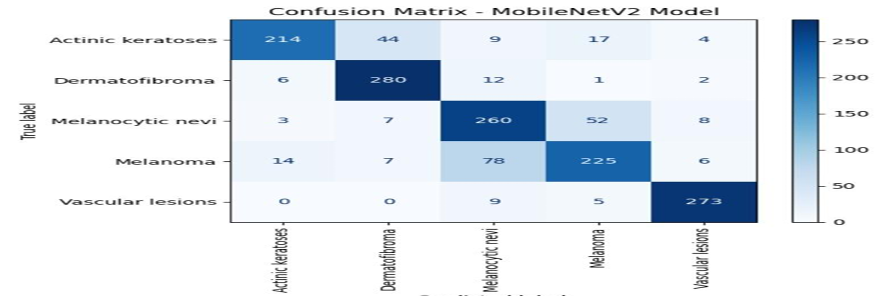 Confusion Matrix - MobileNetV2 Model
True label
Actinic keratoses 214 44 9 17 4
Dermatofibroma 6 280 12 1 2
Melanocytic nevi 3 7 260 52 8
Melanoma 14 7 78 225 6
Vascular lesions 0 0 9 5 273
Actinic keratoses
Dermatofibroma
Melanocytic nevi
Melanoma
Vascular lesions
250
200
150
100
50
0